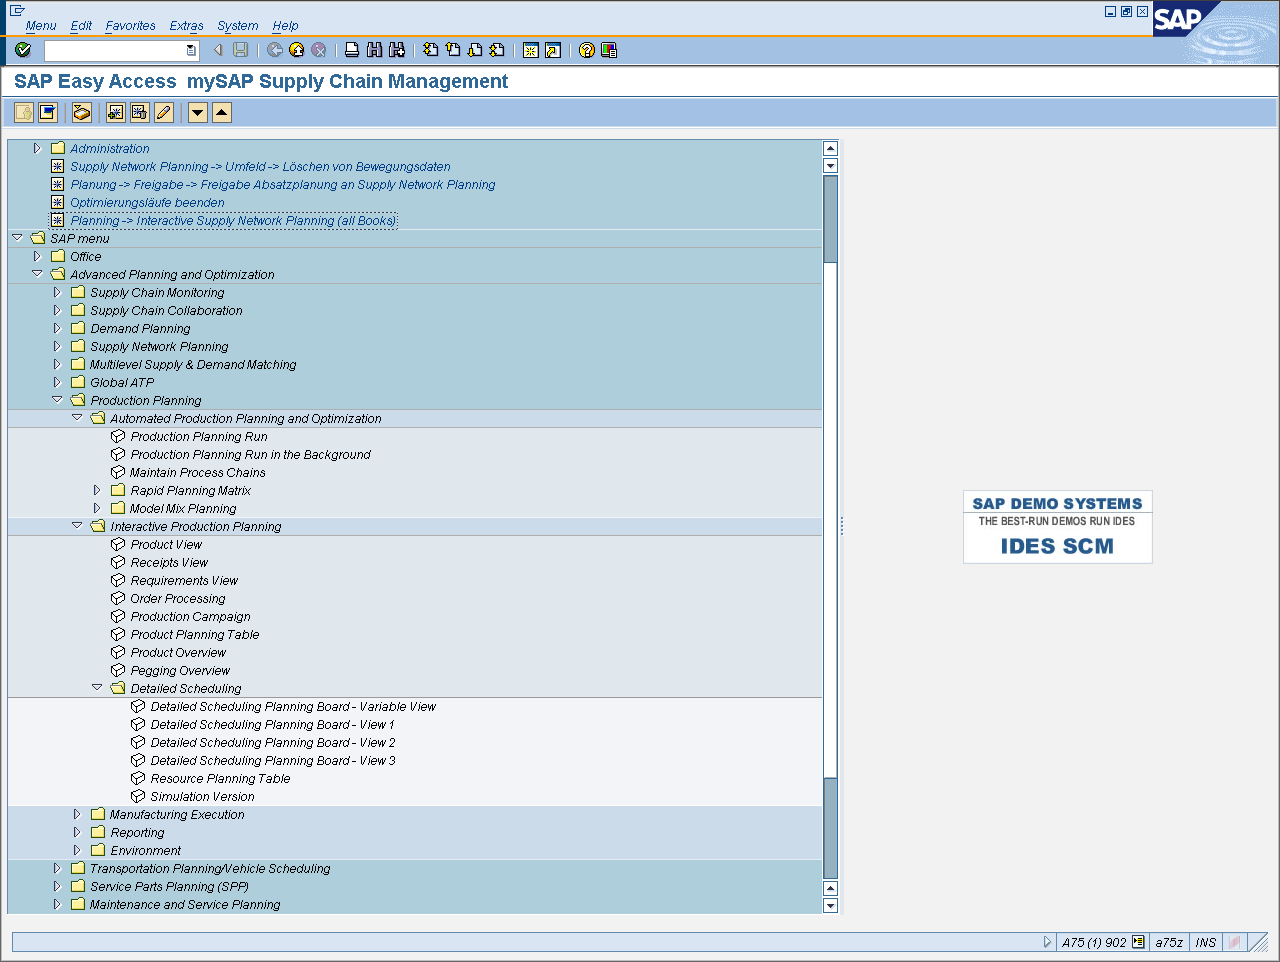 Menu Edit Favorites Extras System Help
SAP
SAP Easy Access mySAP Supply Chain Management
Administration
Supply Network Planning -> Umfeld -> Löschen von Bewegungsdaten
Planung -> Freigabe -> Freigabe Absatzplanung an Supply Network Planning
Optimierungsläufe beenden
Planning -> Interactive Supply Network Planning (all Books)
SAP menu
Office
Advanced Planning and Optimization
Supply Chain Monitoring
Supply Chain Collaboration
Demand Planning
Supply Network Planning
Multilevel Supply & Demand Matching
Global ATP
Production Planning
Automated Production Planning and Optimization
Production Planning Run
Production Planning Run in the Background
Maintain Process Chains
Rapid Planning Matrix
Model Mix Planning
Interactive Production Planning
Product View
Receipts View
Requirements View
Order Processing
Production Campaign
Product Planning Table
Product Overview
Pegging Overview
Detailed Scheduling
Detailed Scheduling Planning Board - Variable View
Detailed Scheduling Planning Board - View 1
Detailed Scheduling Planning Board - View 2
Detailed Scheduling Planning Board - View 3
Resource Planning Table
Simulation Version
Manufacturing Execution
Reporting
Environment
Transportation Planning/Vehicle Scheduling
Service Parts Planning (SPP)
Maintenance and Service Planning
SAP DEMO SYSTEMS
THE BEST-RUN DEMOS RUN IDES
IDES SCM
A75 (1) 902 a75z INS